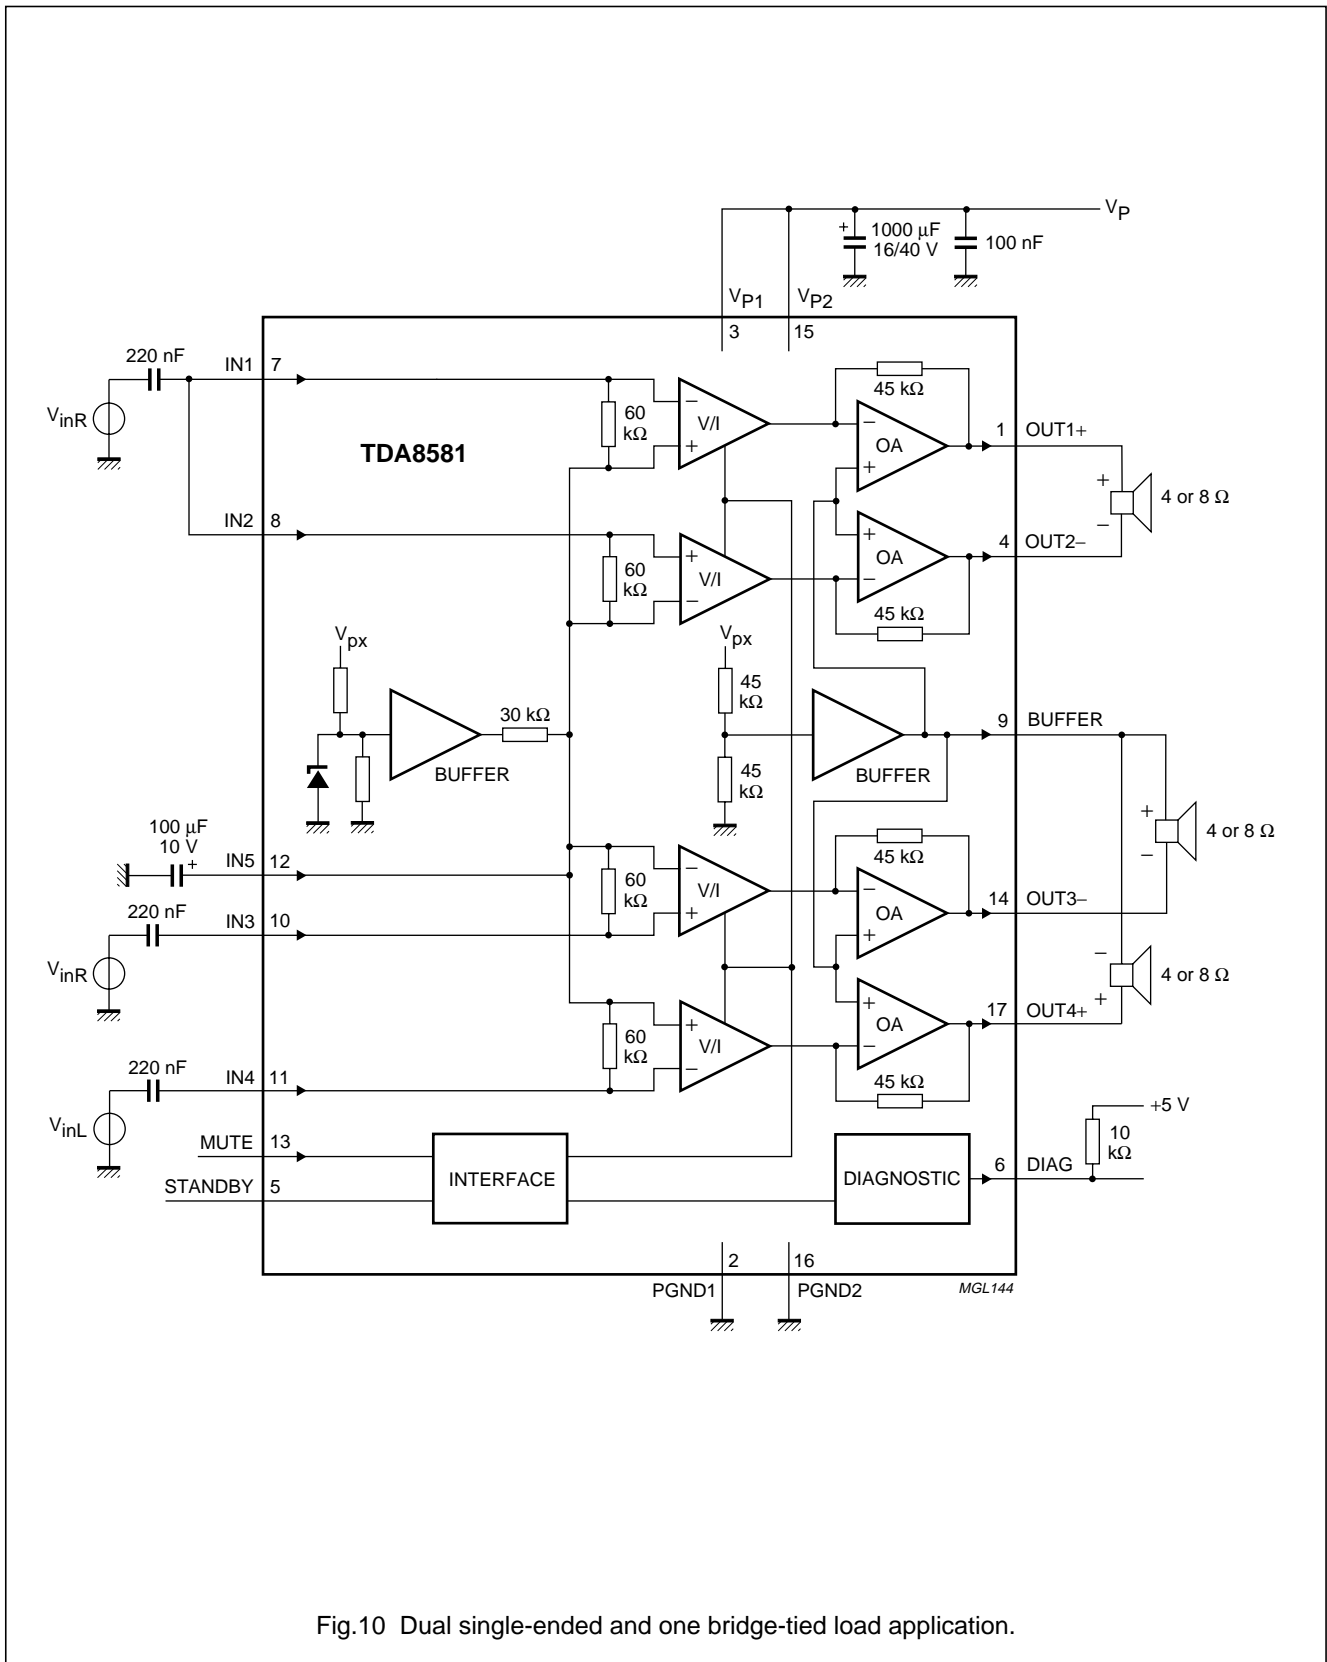 V_P
1000 µF
16/40 V
100 nF
V_P1
V_P2
3
15
220 nF
IN1
7
V_inR
TDA8581
60
kΩ
−
+
V/I
45 kΩ
−
+
OA
1
OUT1+
+
−
4 or 8 Ω
IN2
8
60
kΩ
+
−
V/I
+
−
OA
4
OUT2−
45 kΩ
V_px
V_px
45
kΩ
30 kΩ
BUFFER
45
kΩ
BUFFER
9
BUFFER
+
−
4 or 8 Ω
100 µF
10 V
+
IN5
12
60
kΩ
−
+
V/I
45 kΩ
−
+
OA
14
OUT3−
220 nF
IN3
10
V_inR
−
+
4 or 8 Ω
60
kΩ
+
−
V/I
+
−
OA
17
OUT4+
220 nF
IN4
11
V_inL
45 kΩ
+5 V
10
kΩ
MUTE
13
STANDBY
5
INTERFACE
DIAGNOSTIC
6
DIAG
2
16
PGND1
PGND2
MGL144
Fig.10 Dual single-ended and one bridge-tied load application.